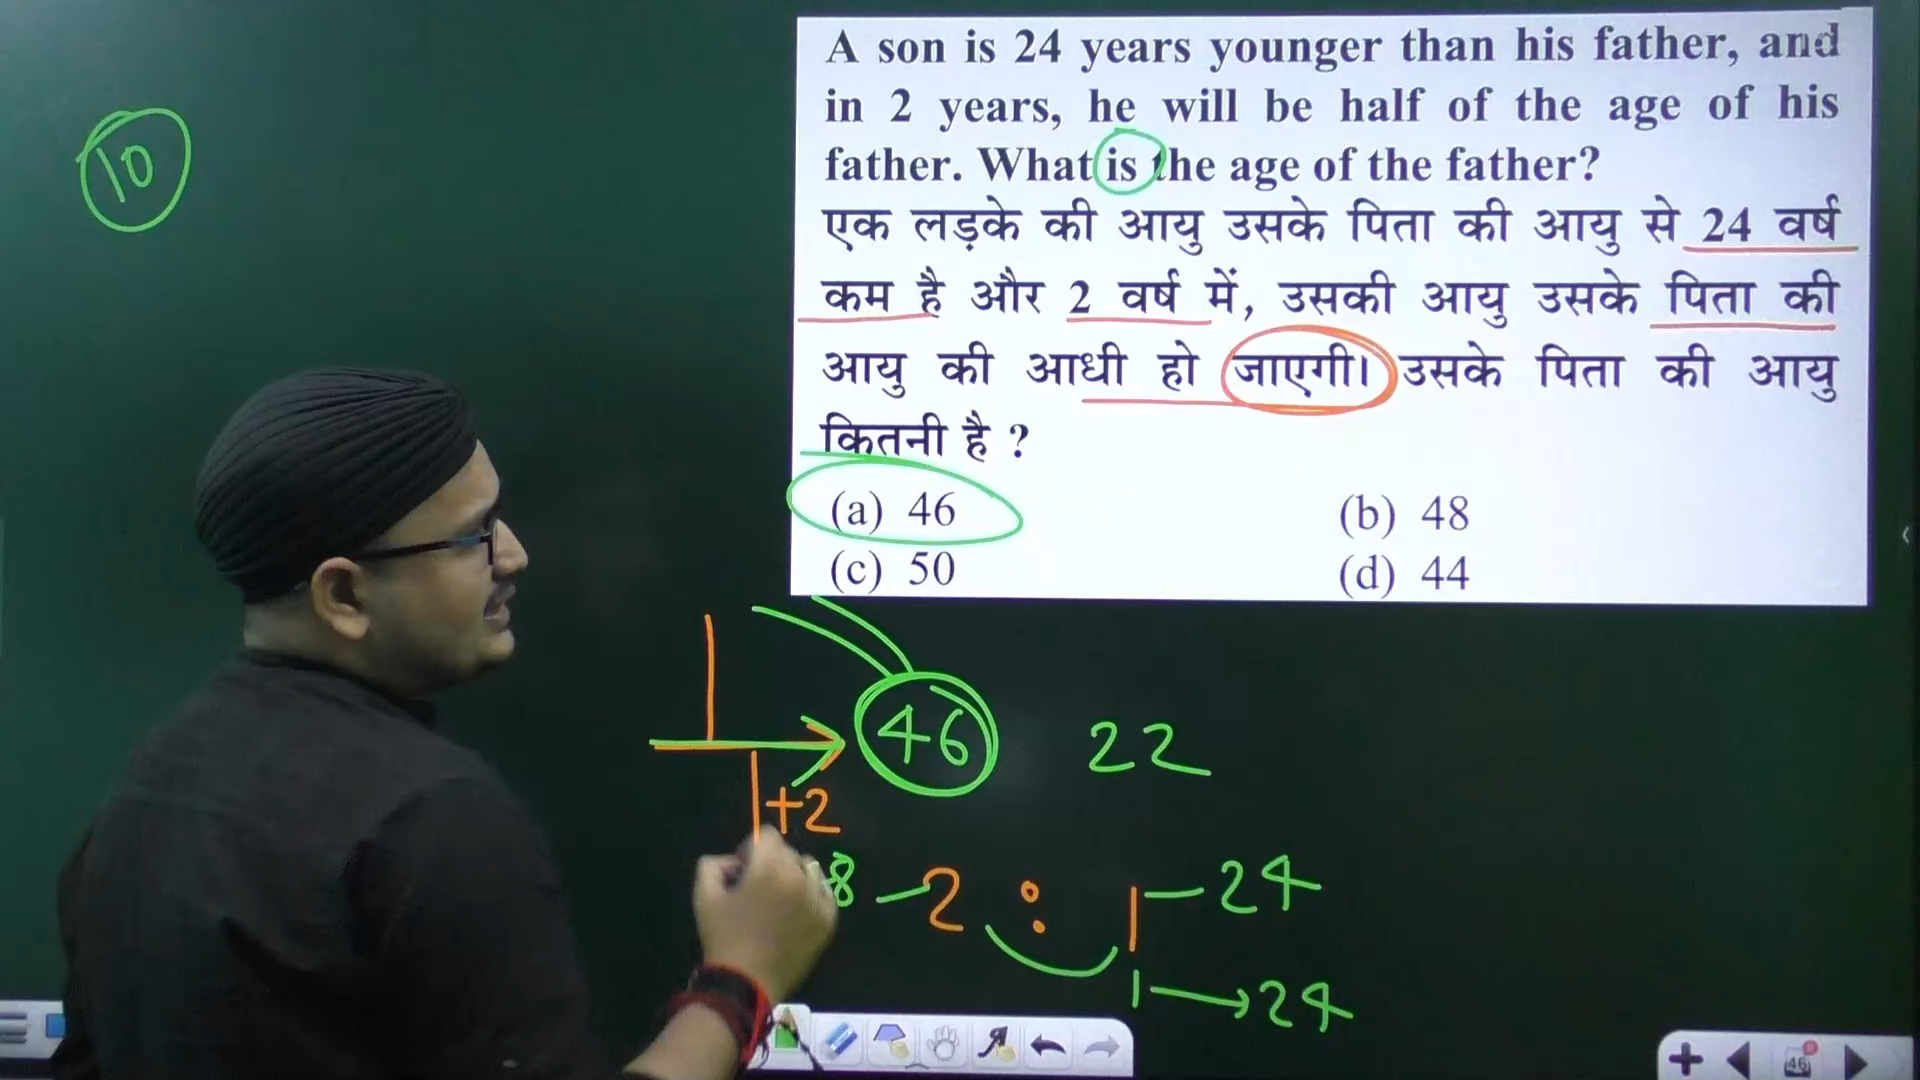 A son is 24 years younger than his father, and
in 2 years, he will be half of the age of his
father. What is the age of the father?
एक लड़के की आयु उसके पिता की आयु से 24 वर्ष
कम है और 2 वर्ष में, उसकी आयु उसके पिता की
आयु की आधी हो जाएगी। उसके पिता की आयु
कितनी है ?
(a) 46 (b) 48
(c) 50 (d) 44
10
46 22
+2
8 - 2 : 1 - 24
1 → 24
46